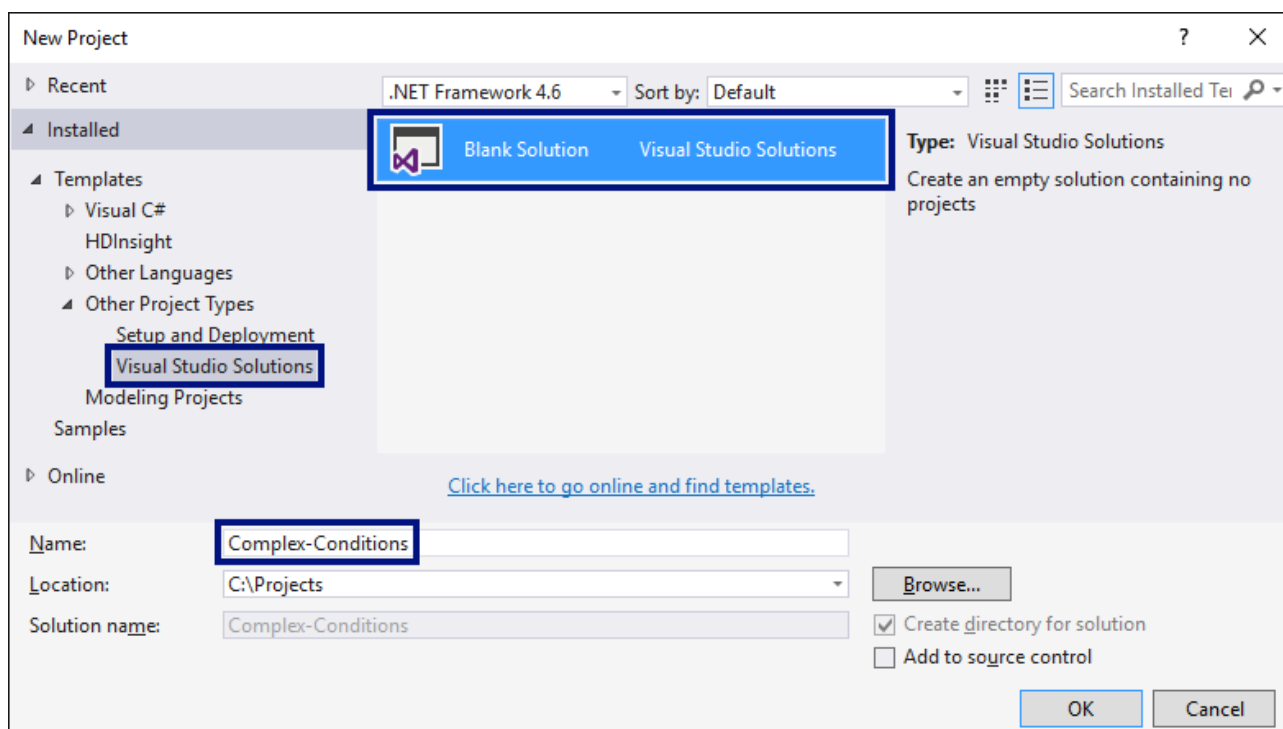 New Project
?
Recent
.NET Framework 4.6
Sort by:
Default
Search Installed Te
Installed
Blank Solution
Visual Studio Solutions
Type: Visual Studio Solutions
Create an empty solution containing no
projects
Templates
Visual C#
HDInsight
Other Languages
Other Project Types
Setup and Deployment
Visual Studio Solutions
Modeling Projects
Samples
Online
Click here to go online and find templates.
Name:
Complex-Conditions
Location:
C:\Projects
Browse...
Solution name:
Complex-Conditions
Create directory for solution
Add to source control
OK
Cancel